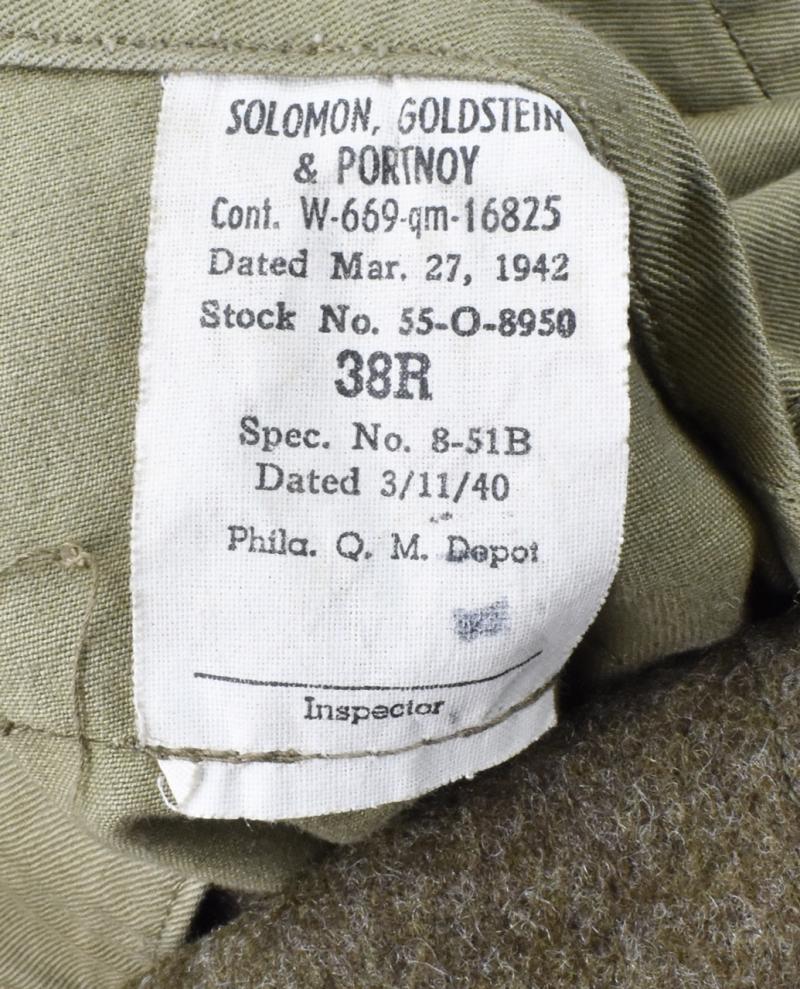 SOLOMON, GOLDSTEIN
& PORTNOY
Cont. W-669-qm-16825
Dated Mar. 27, 1942
Stock No. 55-O-8950
38R
Spec. No. 8-51B
Dated 3/11/40
Phila. Q. M. Depot
Inspector